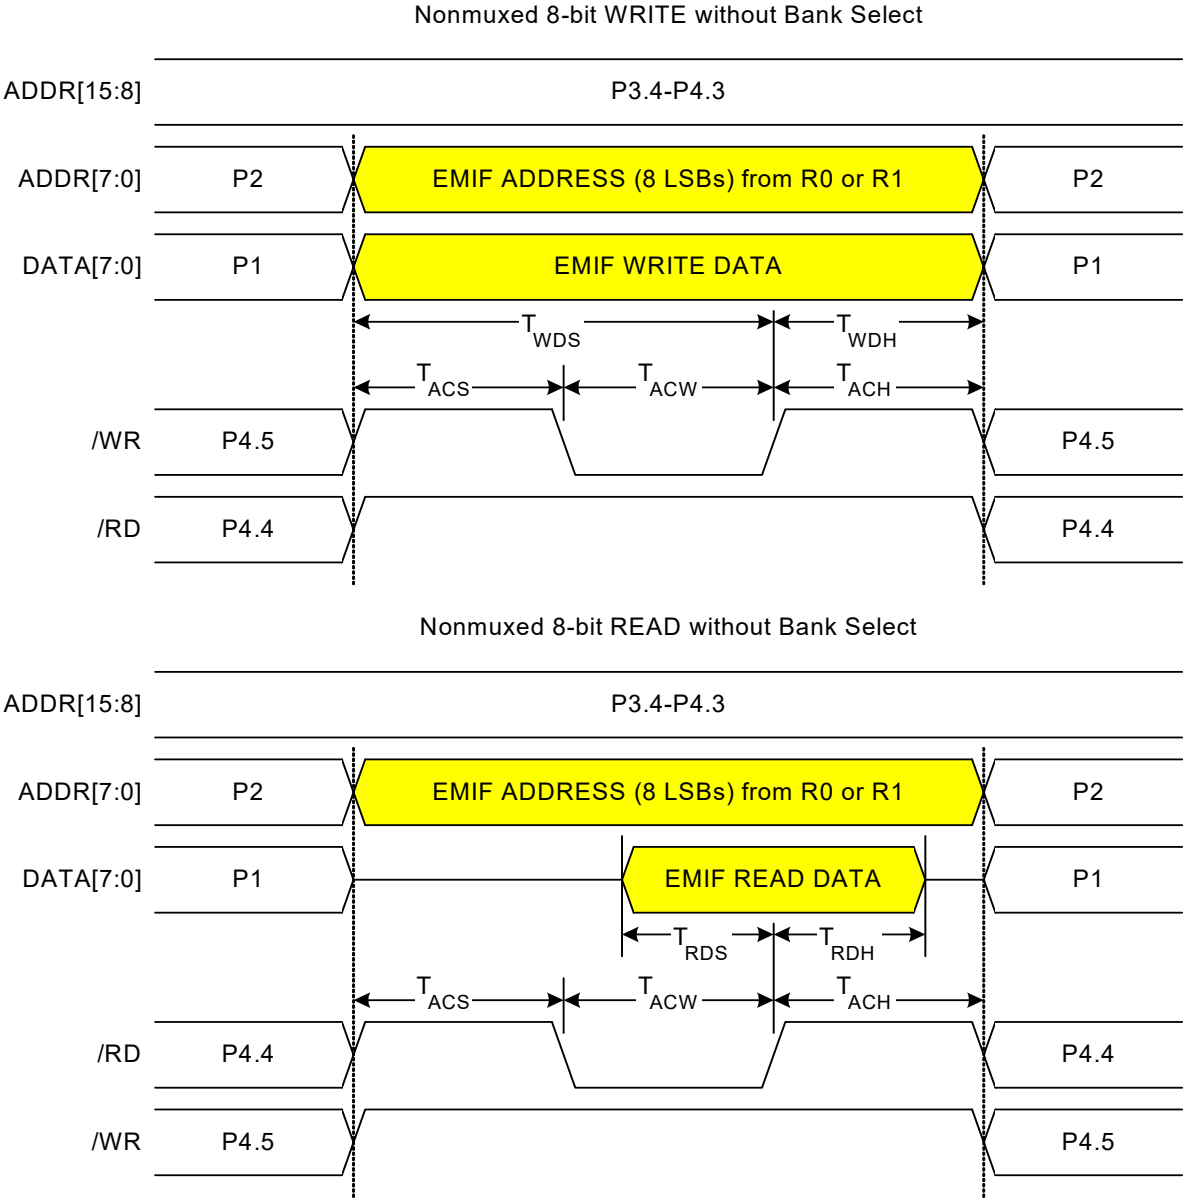 Nonmuxed 8-bit WRITE without Bank Select
ADDR[15:8] P3.4-P4.3
ADDR[7:0] P2 EMIF ADDRESS (8 LSBs) from R0 or R1 P2
DATA[7:0] P1 EMIF WRITE DATA P1
TWDS TWDH
TACS TACW TACH
/WR P4.5 P4.5
/RD P4.4 P4.4
Nonmuxed 8-bit READ without Bank Select
ADDR[15:8] P3.4-P4.3
ADDR[7:0] P2 EMIF ADDRESS (8 LSBs) from R0 or R1 P2
DATA[7:0] P1 EMIF READ DATA P1
TRDS TRDH
TACS TACW TACH
/RD P4.4 P4.4
/WR P4.5 P4.5